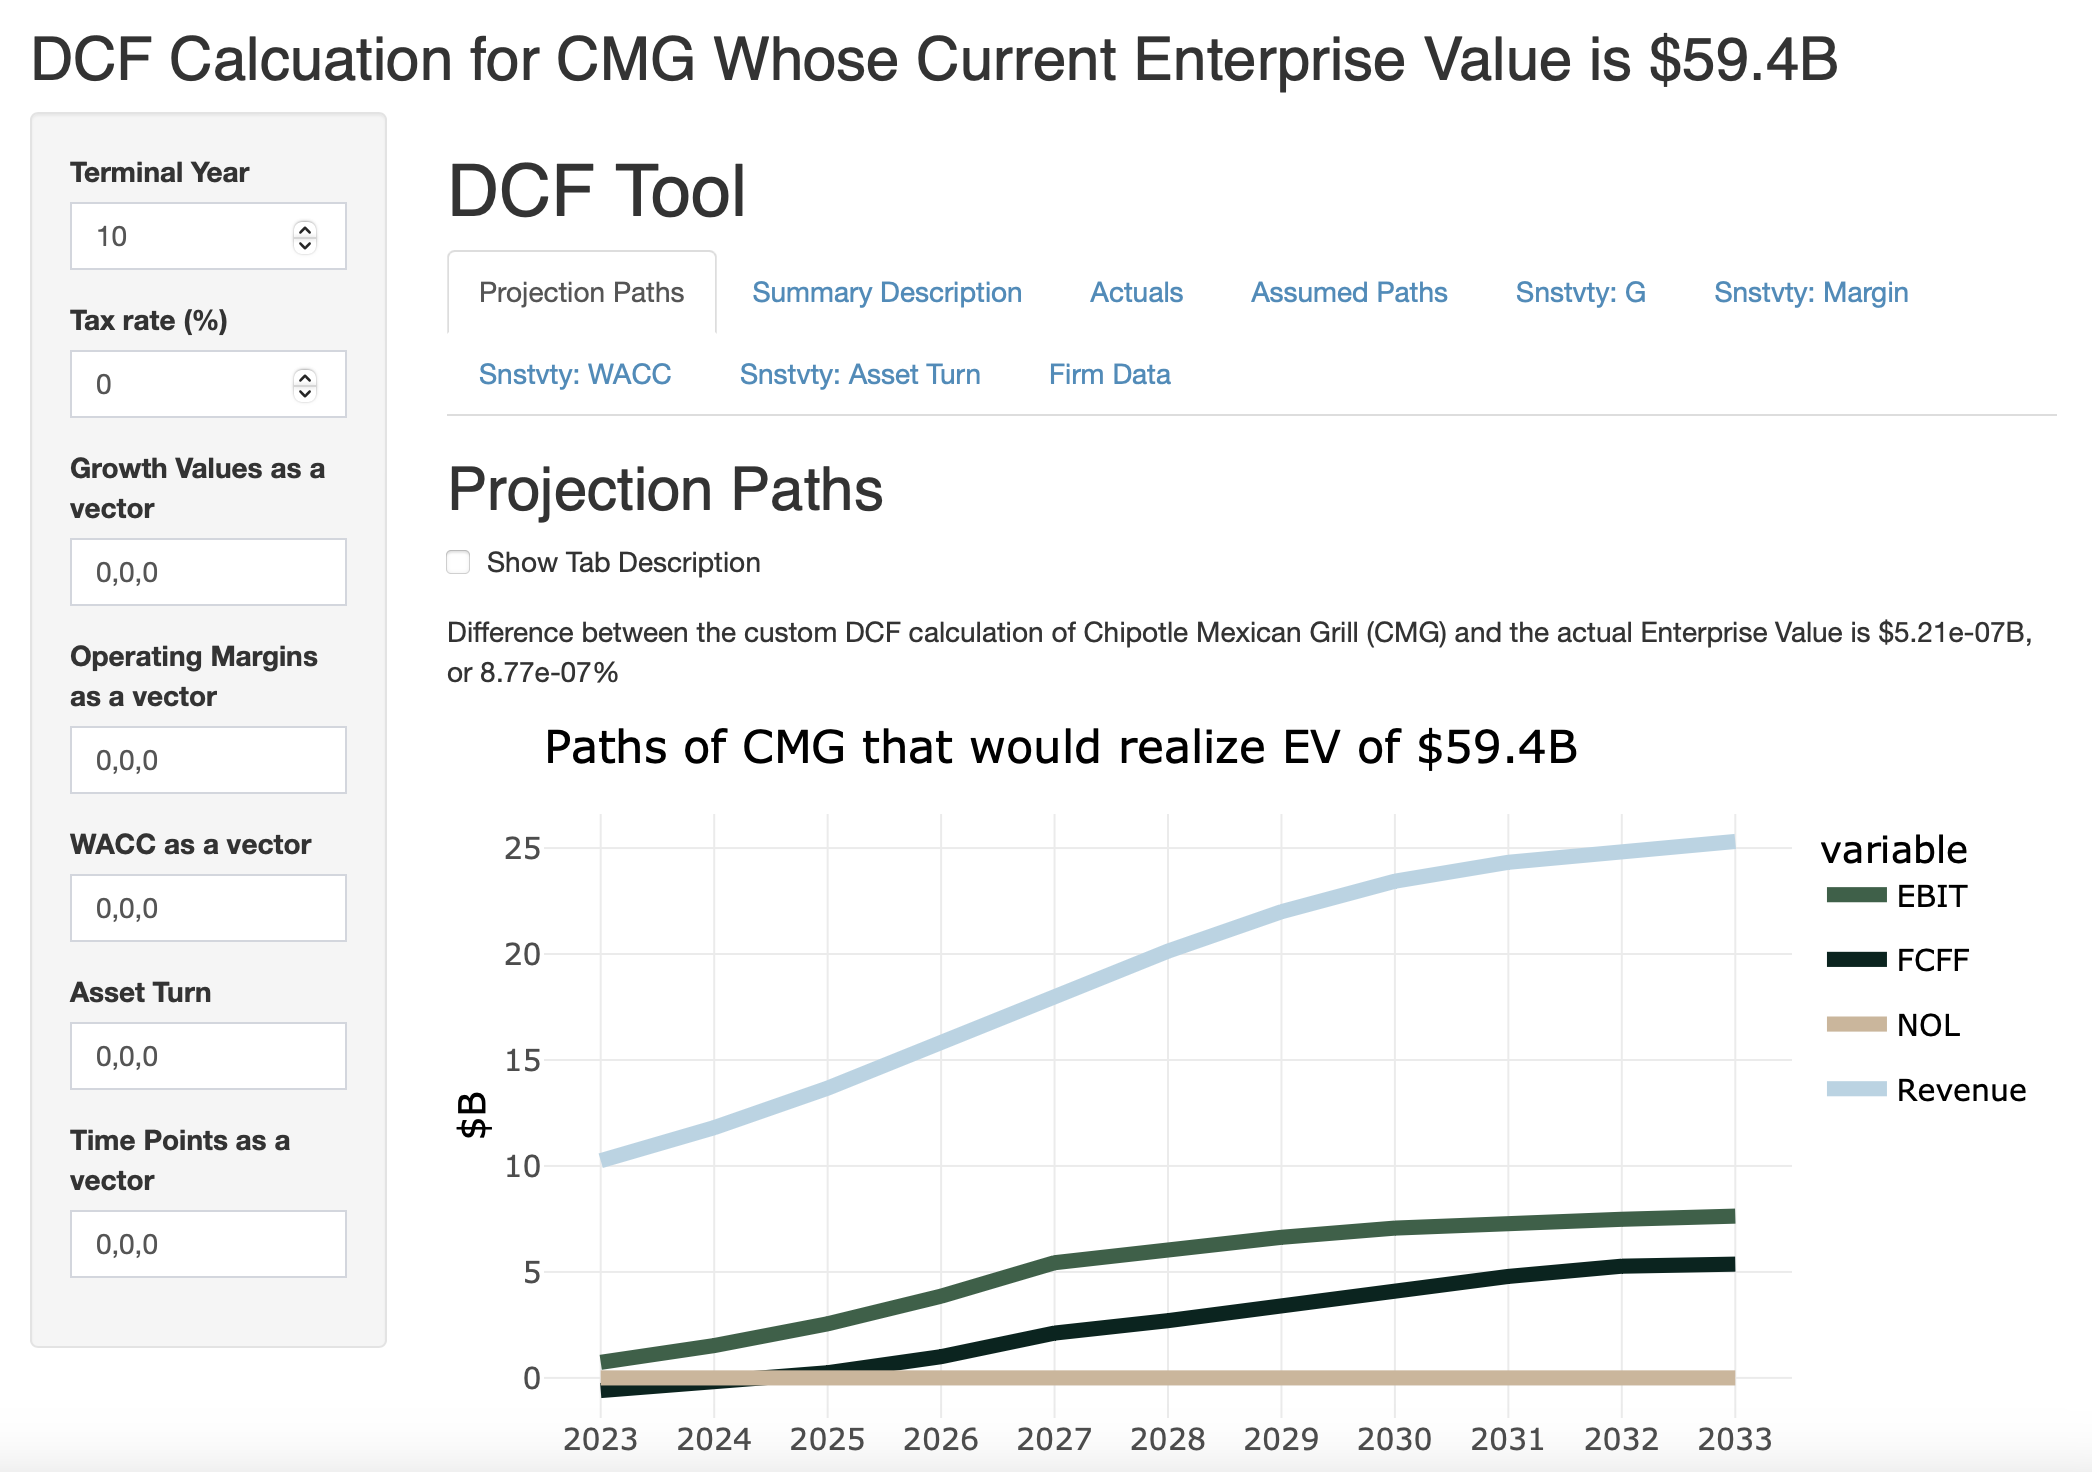 DCF Calcuation for CMG Whose Current Enterprise Value is $59.4B
Terminal Year
10
Tax rate (%)
0
Growth Values as a
vector
0,0,0
Operating Margins
as a vector
0,0,0
WACC as a vector
0,0,0
Asset Turn
0,0,0
Time Points as a
vector
0,0,0
DCF Tool
Projection Paths Summary Description Actuals Assumed Paths Snstvty: G Snstvty: Margin
Snstvty: WACC Snstvty: Asset Turn Firm Data
Projection Paths
Show Tab Description
Difference between the custom DCF calculation of Chipotle Mexican Grill (CMG) and the actual Enterprise Value is $5.21e-07B,
or 8.77e-07%
Paths of CMG that would realize EV of $59.4B
25
20
15
10
5
0
$B
2023 2024 2025 2026 2027 2028 2029 2030 2031 2032 2033
variable
EBIT
FCFF
NOL
Revenue